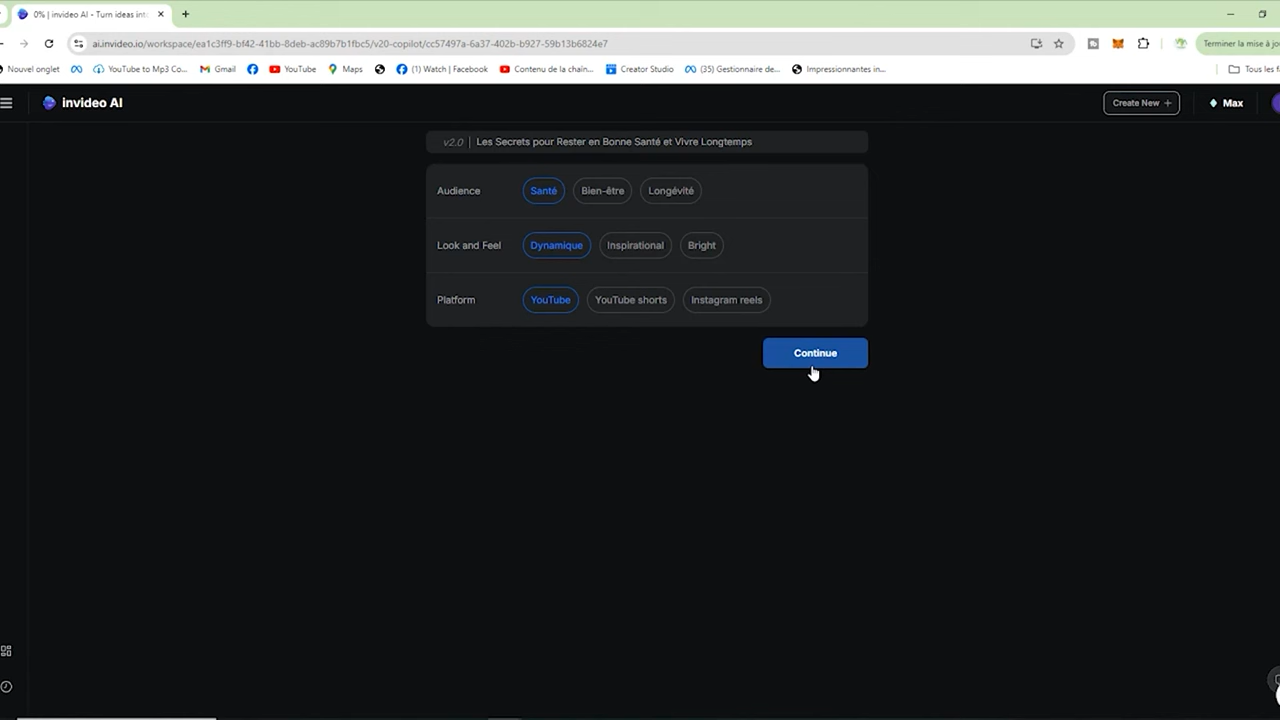 0% | invideo AI - Turn ideas into
ai.invideo.io/workspace/ea1c3ff9-bf42-41bb-8deb-ac89b7b1fbc5/v20-copilot/cc57497a-6a37-402b-b927-59b13b6824e7
Terminer la mise à jo
Nouvel onglet YouTube to Mp3 Co... Gmail YouTube Maps (1) Watch | Facebook Contenu de la chaîn... Creator Studio (35) Gestionnaire de... Impressionnantes in... Tous les fa
invideo AI Create New + Max
v2.0 | Les Secrets pour Rester en Bonne Santé et Vivre Longtemps
Audience Santé Bien-être Longévité
Look and Feel Dynamique Inspirational Bright
Platform YouTube YouTube shorts Instagram reels
Continue